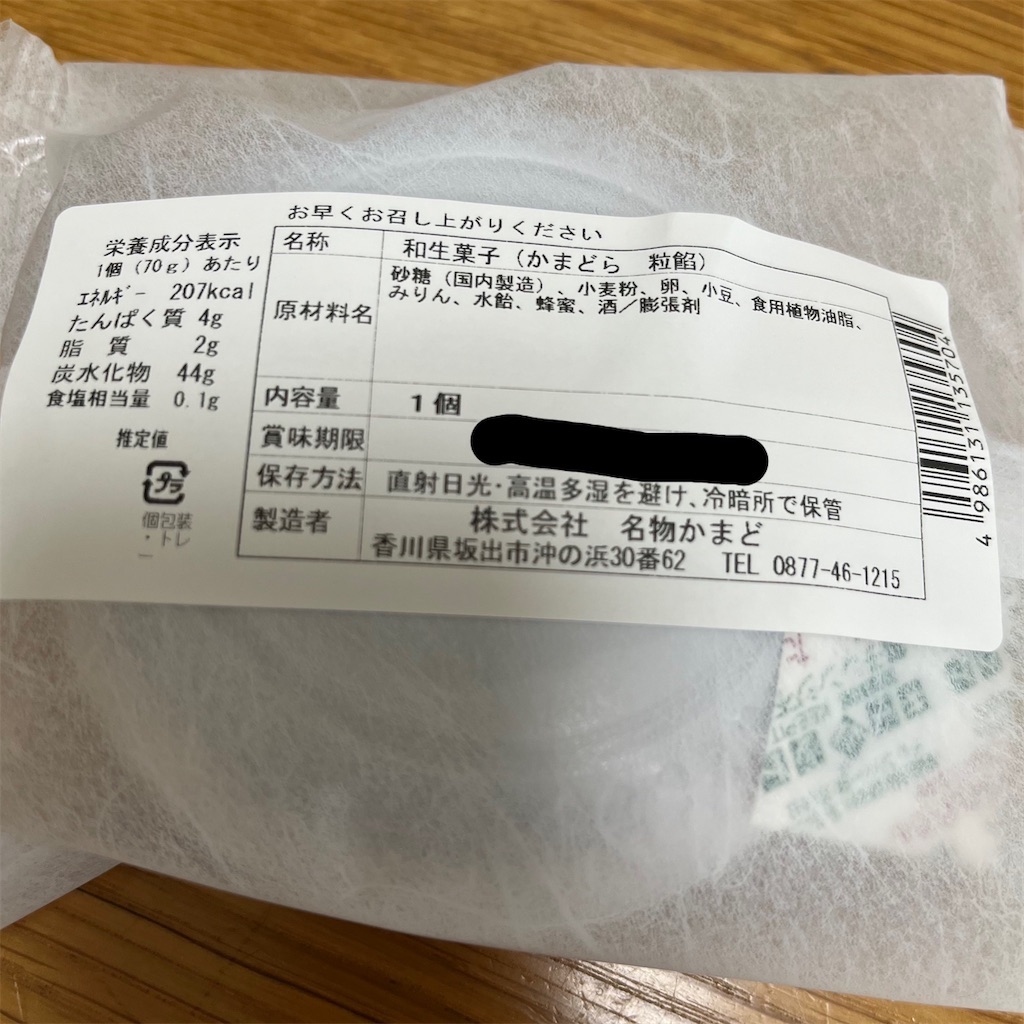 お早くお召し上がりください
栄養成分表示
1個(70g)あたり
エネルギー 207kcal
たんぱく質 4g
脂質 2g
炭水化物 44g
食塩相当量 0.1g
推定値
プラ
個包装
・トレー
名称 和生菓子(かまどら 粒餡)
原材料名 砂糖(国内製造)、小麦粉、卵、小豆、食用植物油脂、
みりん、水飴、蜂蜜、酒/膨張剤
内容量 1個
賞味期限
保存方法 直射日光・高温多湿を避け、冷暗所で保管
製造者 株式会社 名物かまど
香川県坂出市沖の浜30番62 TEL 0877-46-1215
4986131135704